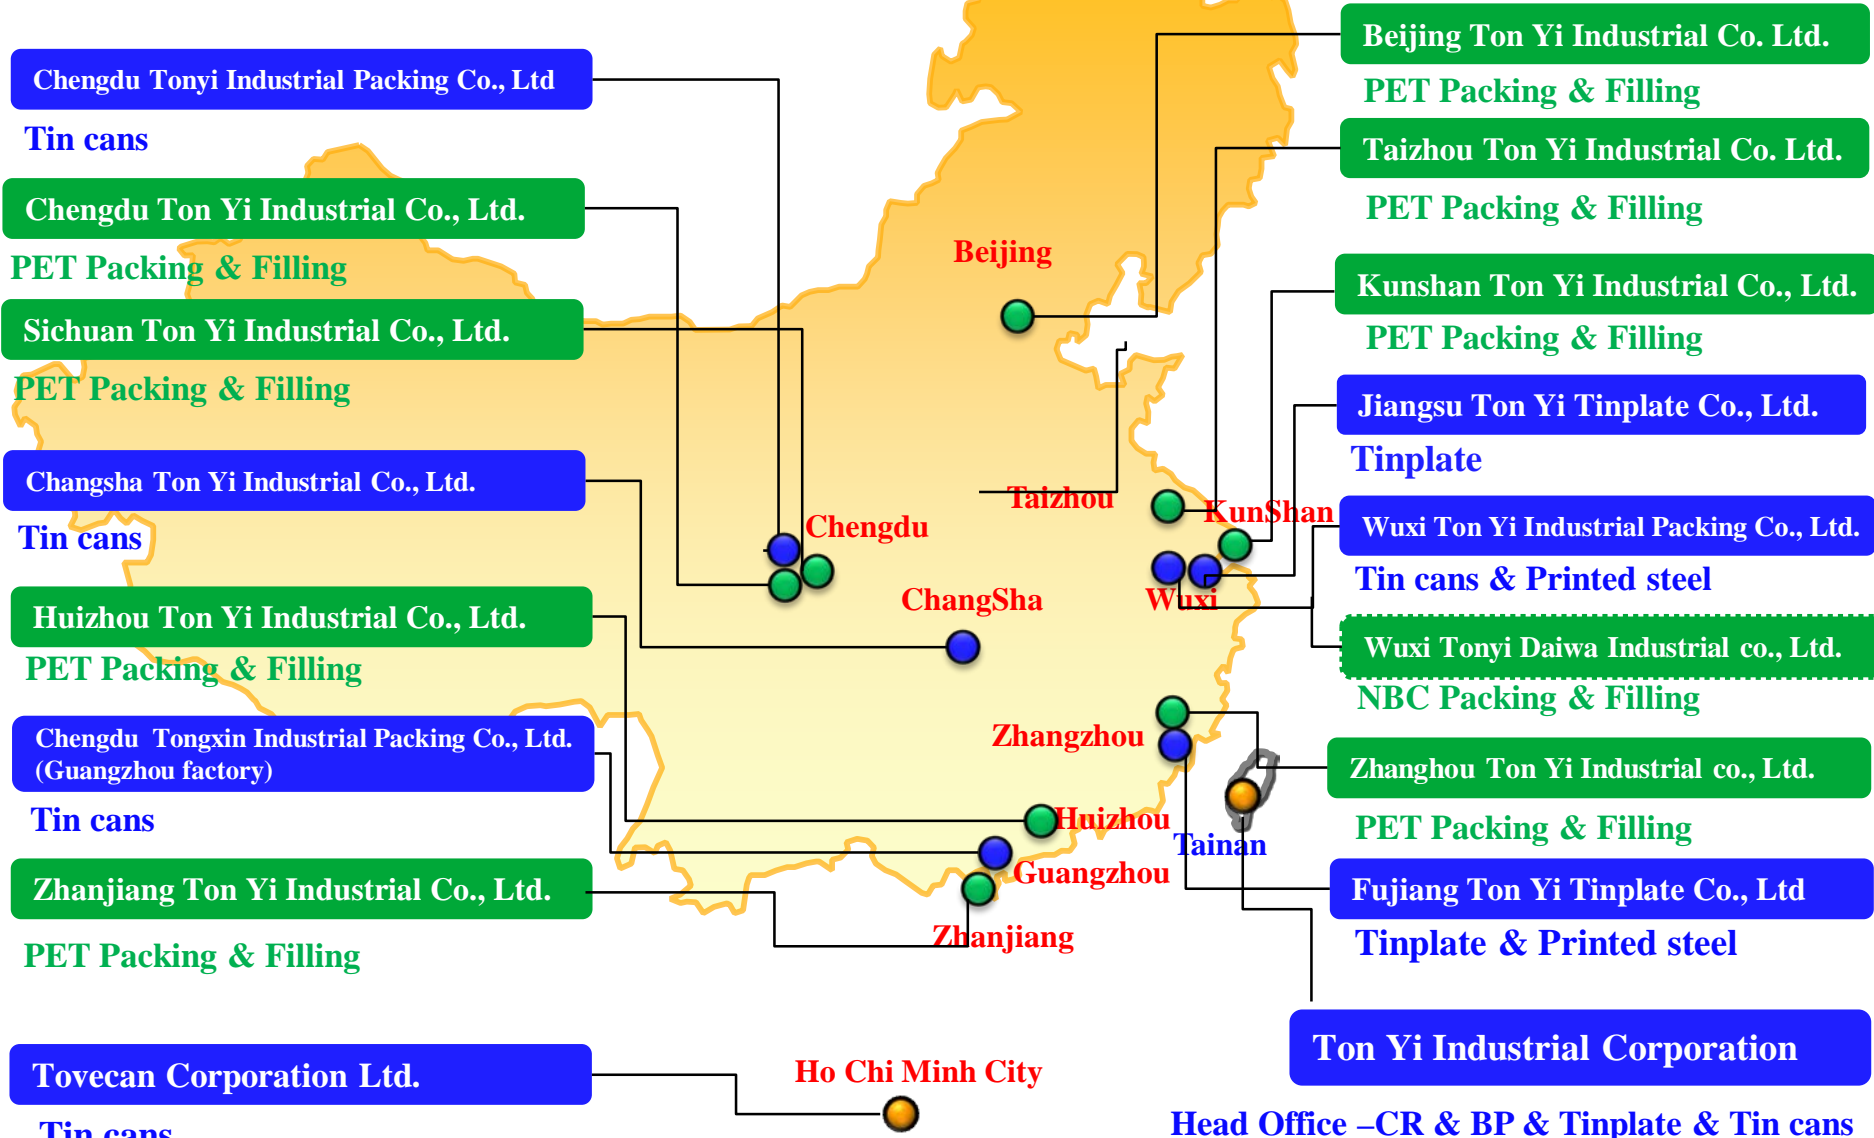 Chengdu Tonyi Industrial Packing Co., Ltd
Tin cans
Chengdu Ton Yi Industrial Co., Ltd.
PET Packing & Filling
Sichuan Ton Yi Industrial Co., Ltd.
PET Packing & Filling
Changsha Ton Yi Industrial Co., Ltd.
Tin cans
Huizhou Ton Yi Industrial Co., Ltd.
PET Packing & Filling
Chengdu Tongxin Industrial Packing Co., Ltd.
(Guangzhou factory)
Tin cans
Zhanjiang Ton Yi Industrial Co., Ltd.
PET Packing & Filling
Tovecan Corporation Ltd.
Tin cans
Beijing
Taizhou
KunShan
Chengdu
ChangSha
Wuxi
Zhangzhou
Huizhou
Tainan
Guangzhou
Zhanjiang
Ho Chi Minh City
Beijing Ton Yi Industrial Co. Ltd.
PET Packing & Filling
Taizhou Ton Yi Industrial Co. Ltd.
PET Packing & Filling
Kunshan Ton Yi Industrial Co., Ltd.
PET Packing & Filling
Jiangsu Ton Yi Tinplate Co., Ltd.
Tinplate
Wuxi Ton Yi Industrial Packing Co., Ltd.
Tin cans & Printed steel
Wuxi Tonyi Daiwa Industrial co., Ltd.
NBC Packing & Filling
Zhanghou Ton Yi Industrial co., Ltd.
PET Packing & Filling
Fujiang Ton Yi Tinplate Co., Ltd
Tinplate & Printed steel
Ton Yi Industrial Corporation
Head Office –CR & BP & Tinplate & Tin cans